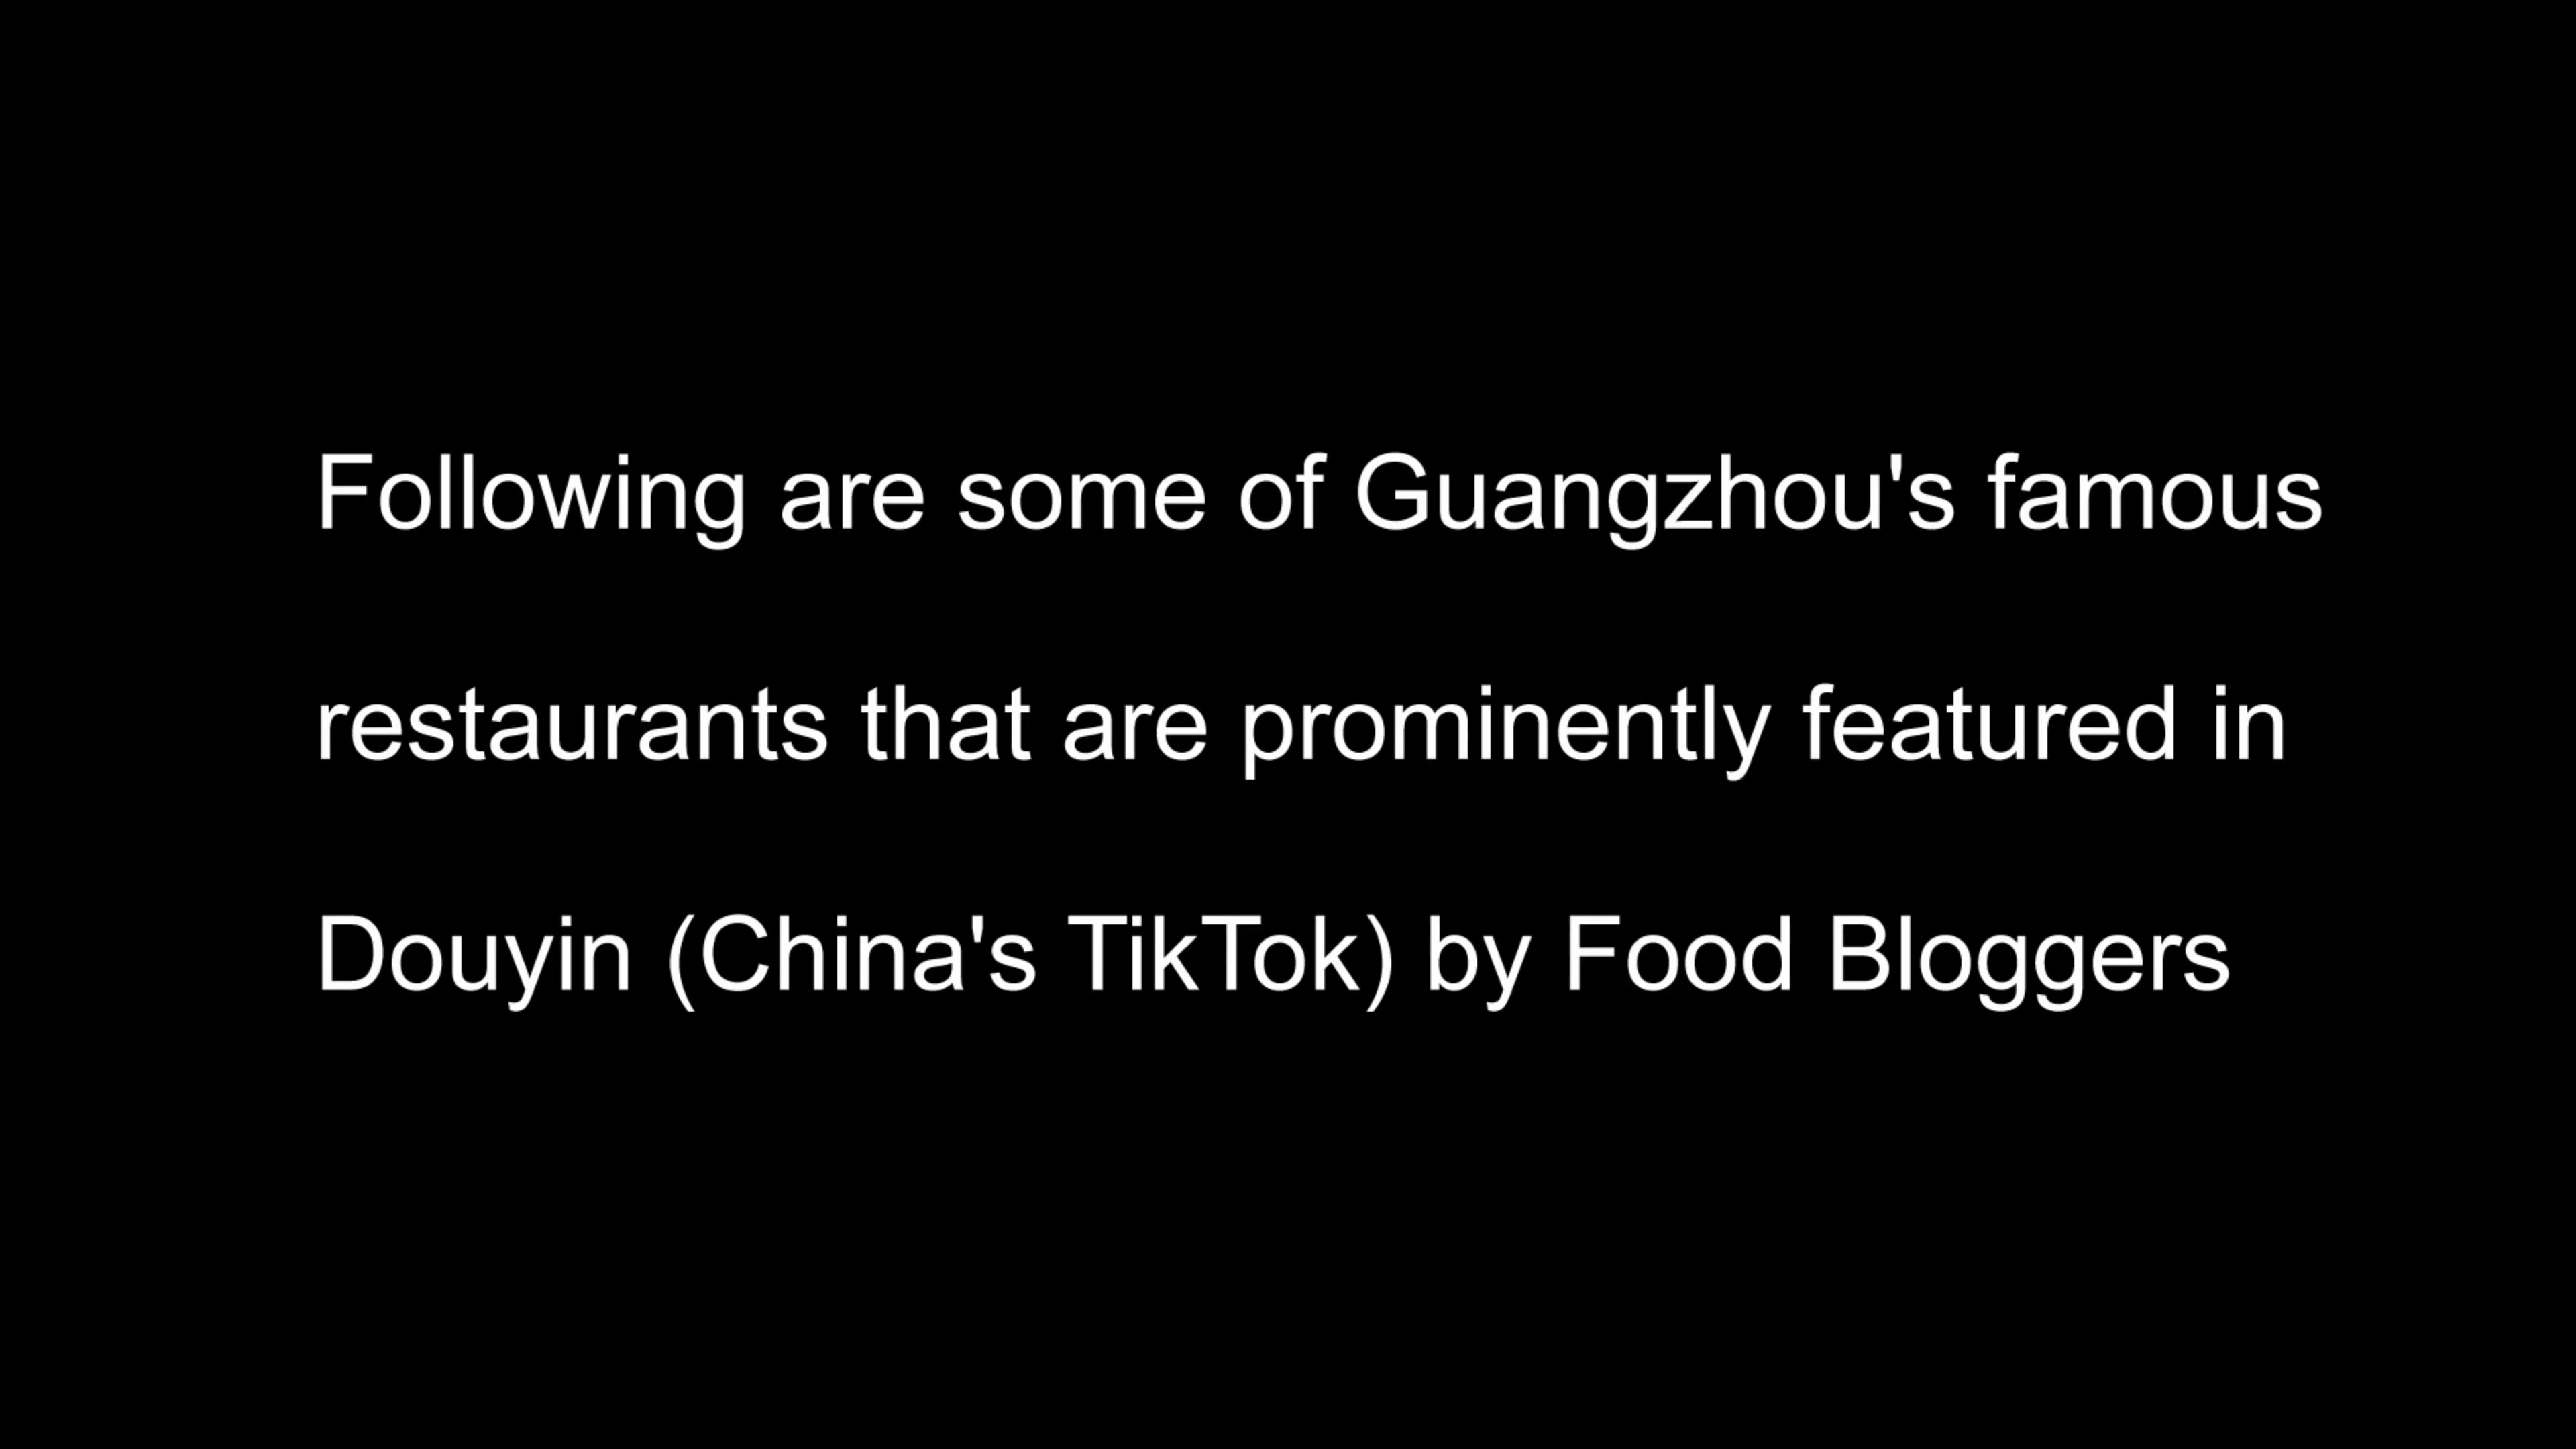 Following are some of Guangzhou's famous
restaurants that are prominently featured in
Douyin (China's TikTok) by Food Bloggers